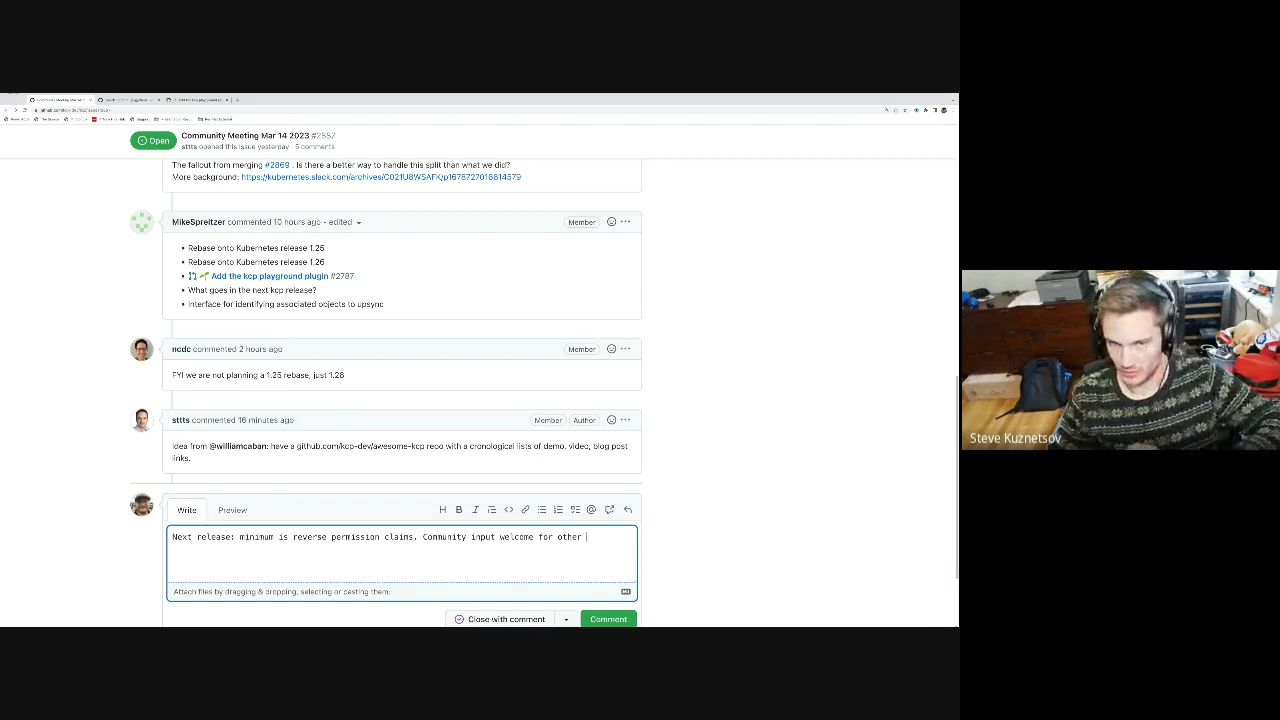 Community Meeting Mar 14 2023
Open
Community Meeting Mar 14 2023 #2857
sttts opened this issue yesterday · 5 comments
The fallout from merging #2869 . Is there a better way to handle this split than what we did?
More background: https://kubernetes.slack.com/archives/C021U8WSAFK/p1678727016614579
MikeSpreitzer commented 10 hours ago - edited
Member
Rebase onto Kubernetes release 1.25
Rebase onto Kubernetes release 1.26
Add the kcp playground plugin #2787
What goes in the next kcp release?
Interface for identifying associated objects to upsync
ncdc commented 2 hours ago
Member
FYI we are not planning a 1.25 rebase, just 1.26
sttts commented 16 minutes ago
Member Author
Idea from @williamcaban: have a github.com/kcp-dev/awesome-kcp repo with a cronological lists of demo, video, blog post
links.
Write Preview
Next release: minimum is reverse permission claims. Community input welcome for other
Attach files by dragging & dropping, selecting or pasting them.
Close with comment
Comment
Steve Kuznetsov